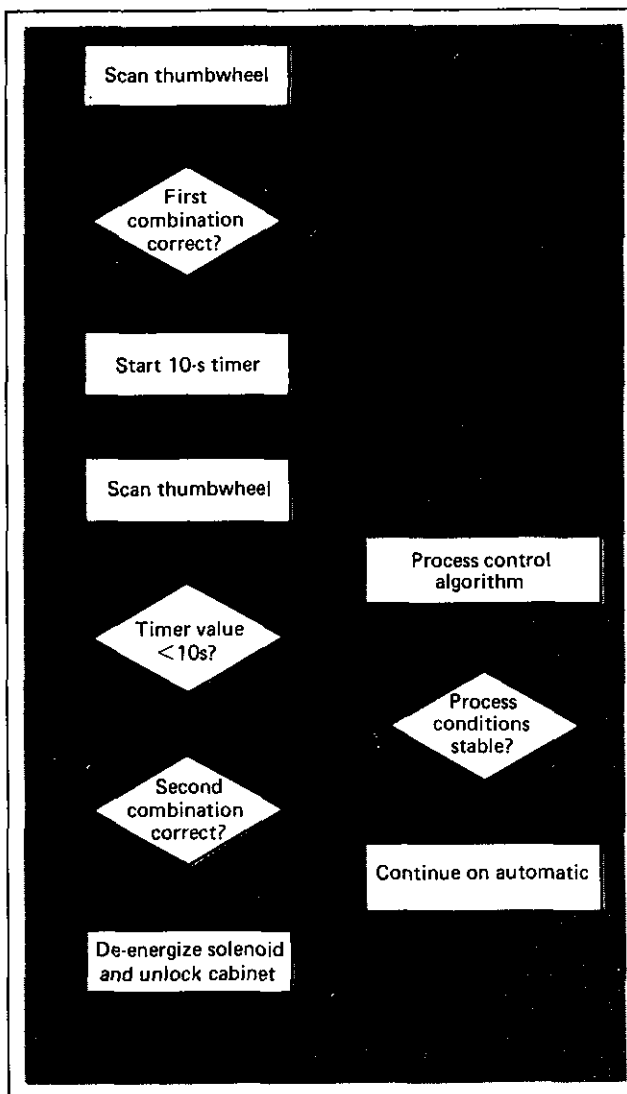 Scan thumbwheel
First
combination
correct?
Start 10-s timer
Scan thumbwheel
Timer value
<10s?
Second
combination
correct?
De-energize solenoid
and unlock cabinet
Process control
algorithm
Process
conditions
stable?
Continue on automatic